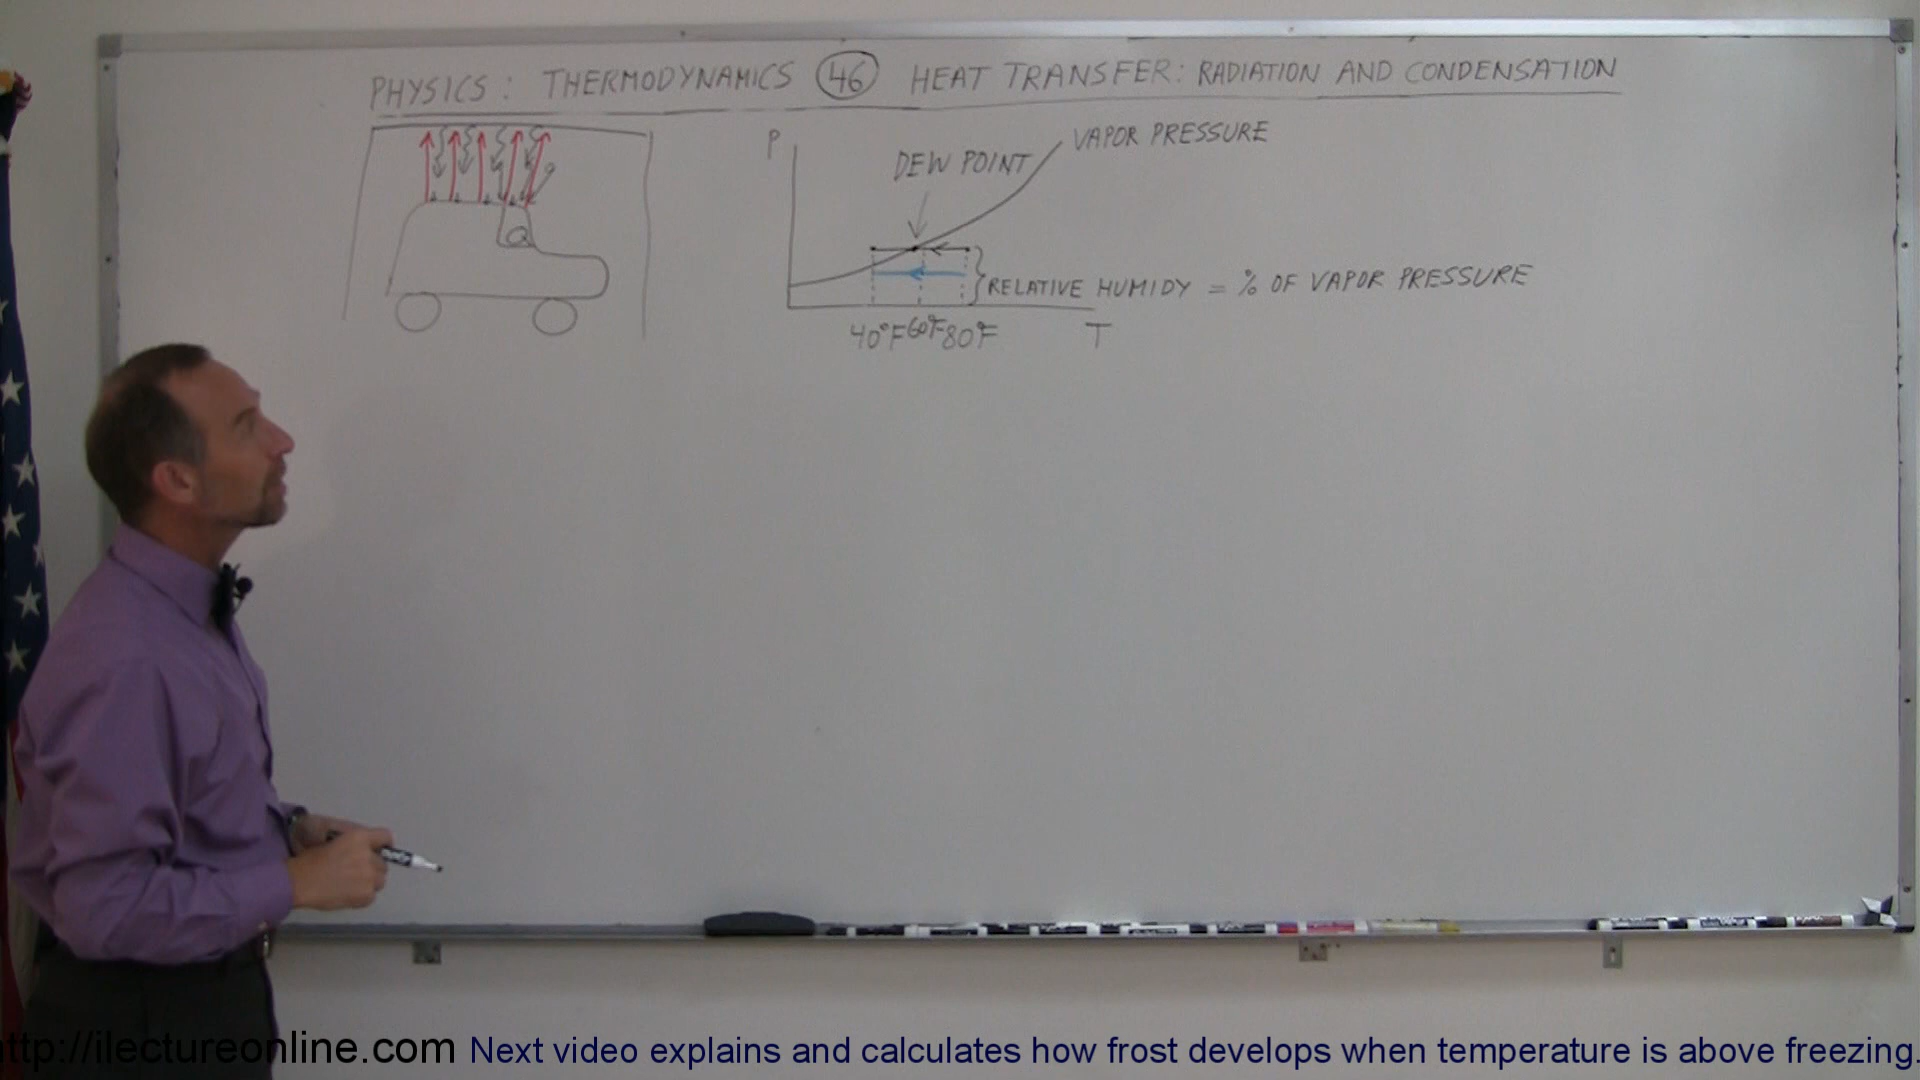 PHYSICS: THERMODYNAMICS 46 HEAT TRANSFER: RADIATION AND CONDENSATION
P
VAPOR PRESSURE
DEW POINT
Q
RELATIVE HUMIDY = % OF VAPOR PRESSURE
40°F 60°F 80°F T
http://ilectureonline.com Next video explains and calculates how frost develops when temperature is above freezing.